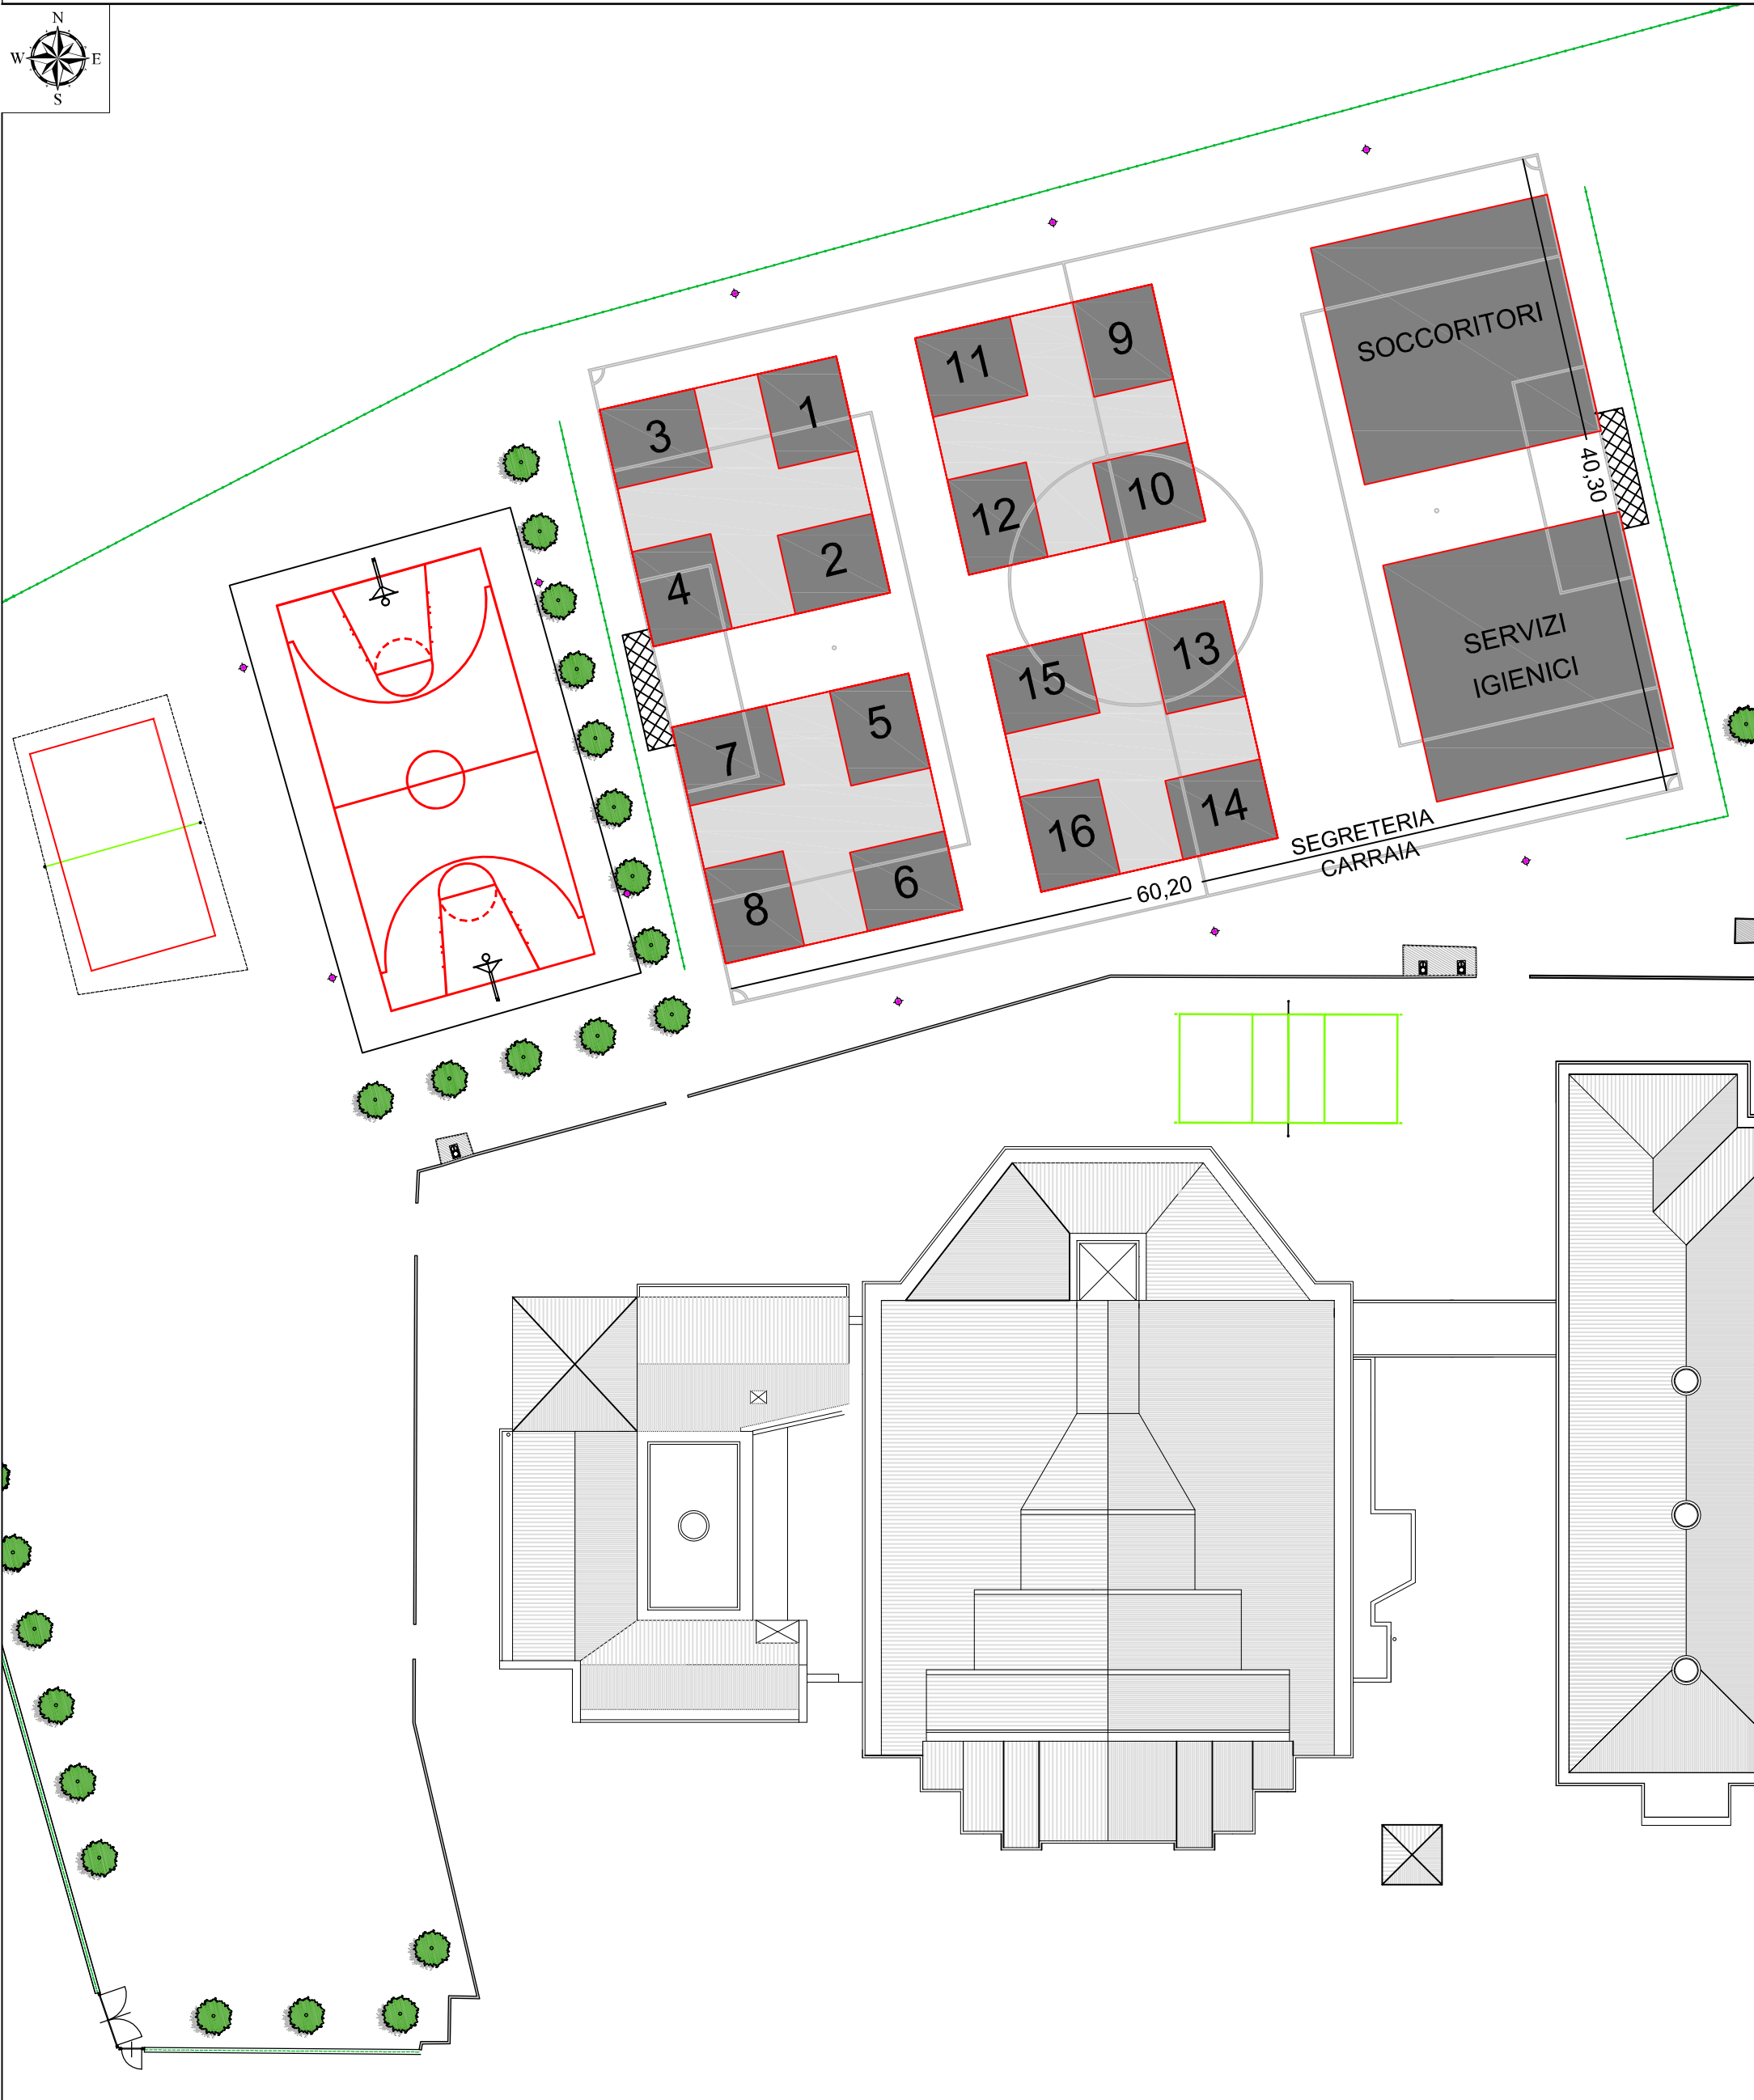 N
W E
S
11 9
SOCCORITORI
3 1
12 10
40,30
4 2
15 13
SERVIZI
IGIENICI
7 5
16 14
SEGRETERIA
CARRAIA
8 6
60,20